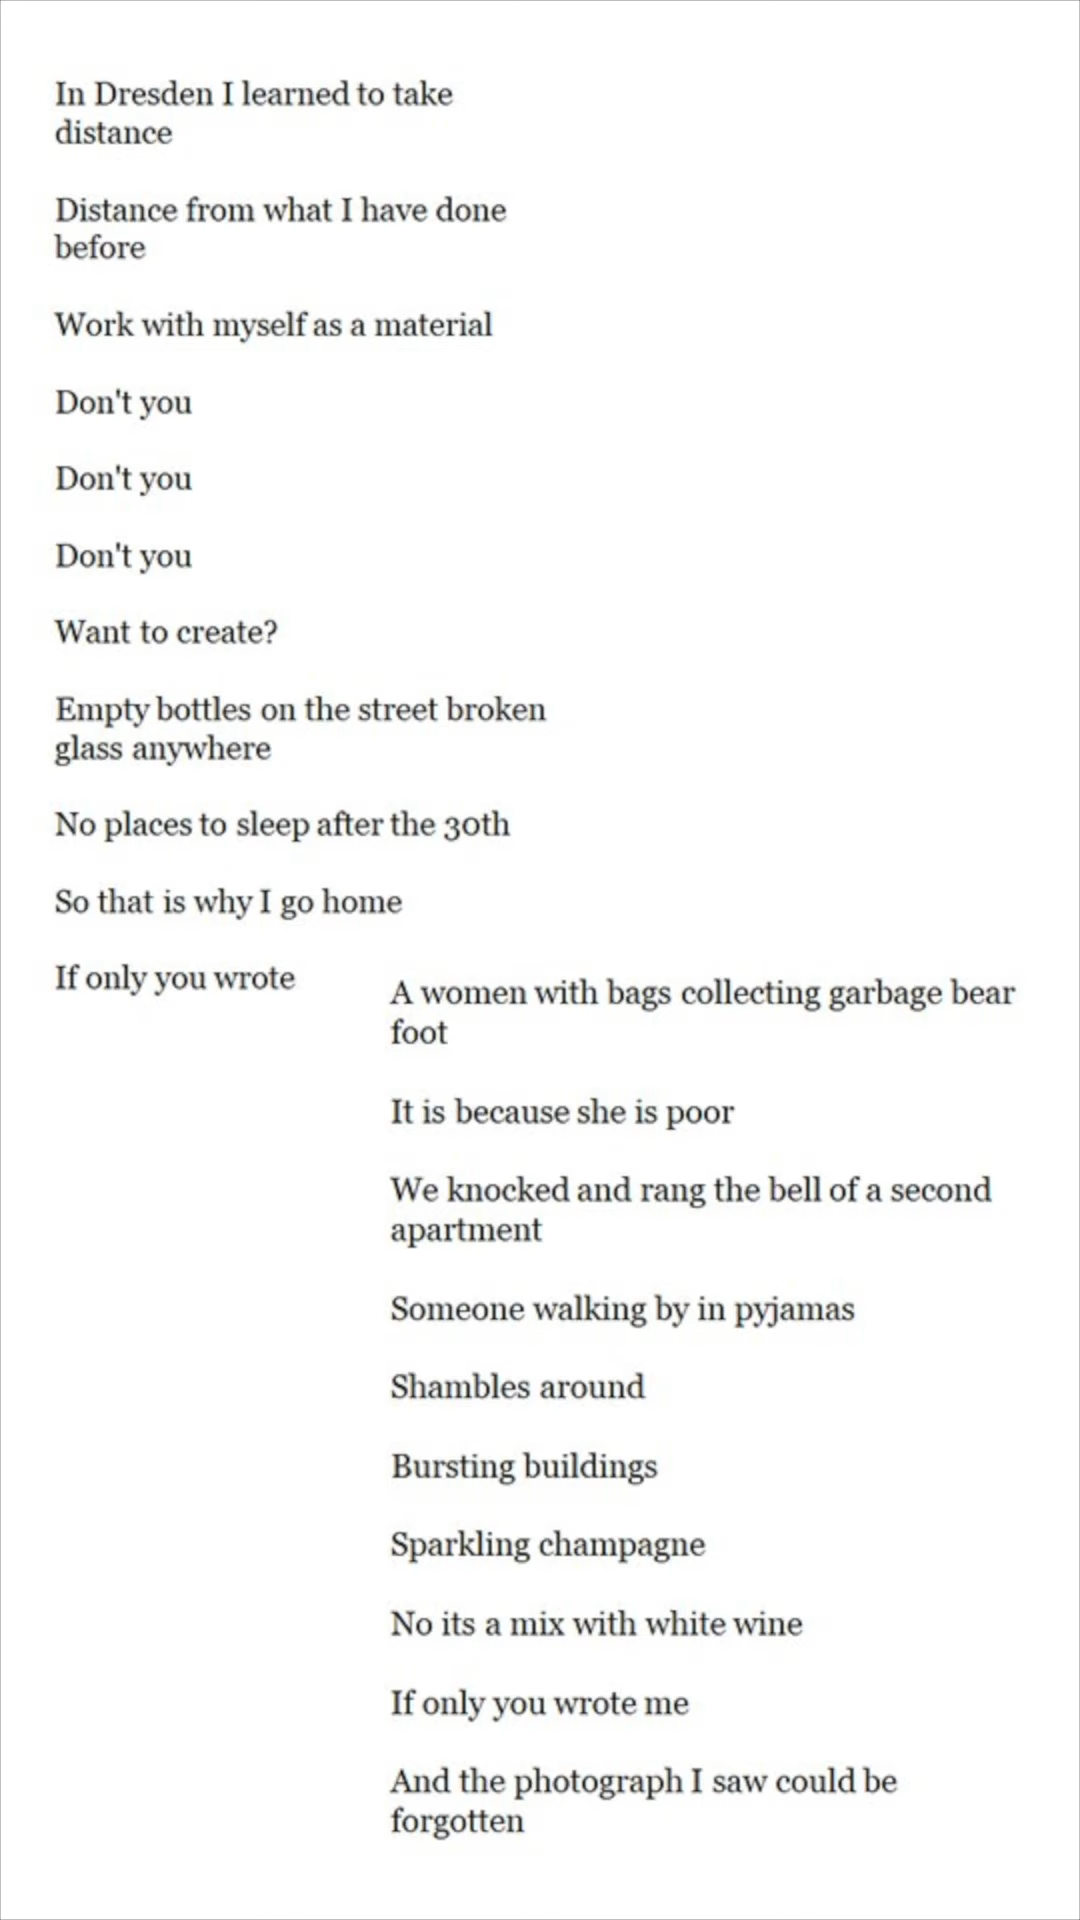 In Dresden I learned to take
distance
Distance from what I have done
before
Work with myself as a material
Don't you
Don't you
Don't you
Want to create?
Empty bottles on the street broken
glass anywhere
No places to sleep after the 30th
So that is why I go home
If only you wrote
A women with bags collecting garbage bear
foot
It is because she is poor
We knocked and rang the bell of a second
apartment
Someone walking by in pyjamas
Shambles around
Bursting buildings
Sparkling champagne
No its a mix with white wine
If only you wrote me
And the photograph I saw could be
forgotten